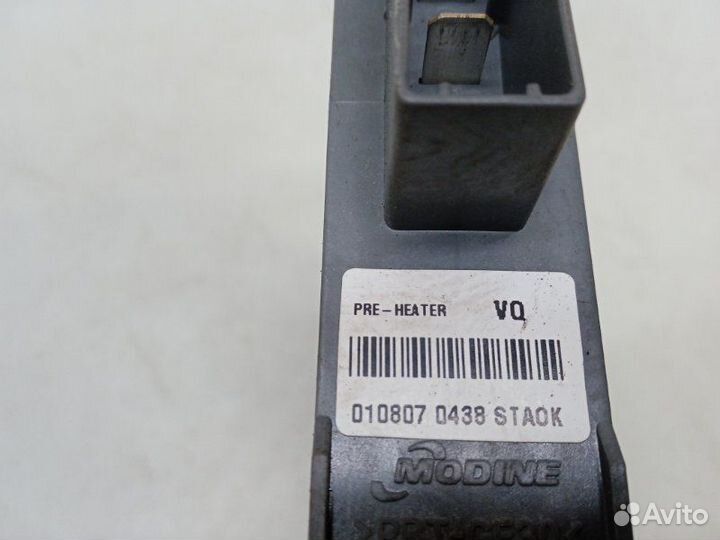 PRE-HEATER VQ
010807 0438 STAOK
MODINE
Avito